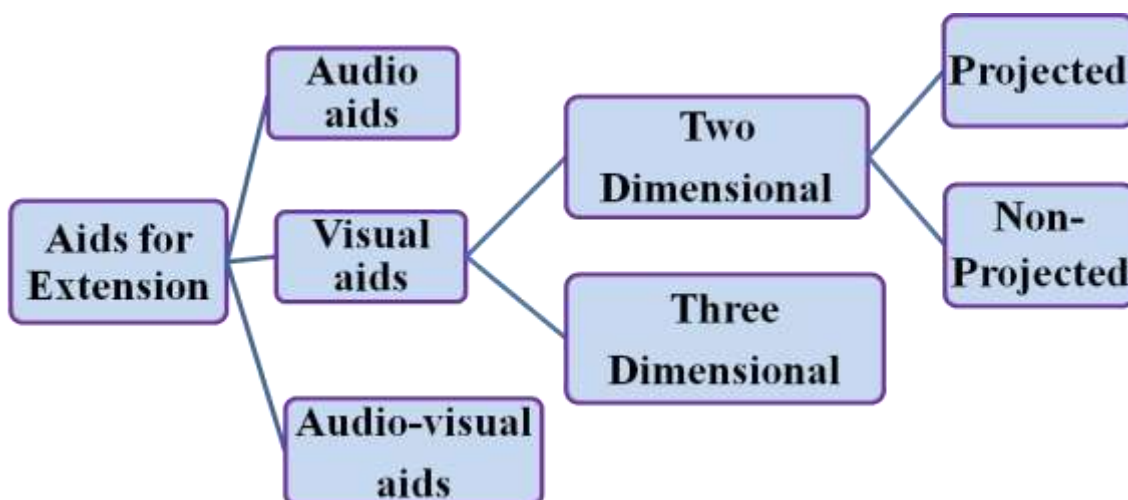 Aids for
Extension
Audio
aids
Visual
aids
Audio-visual
aids
Two
Dimensional
Three
Dimensional
Projected
Non-
Projected